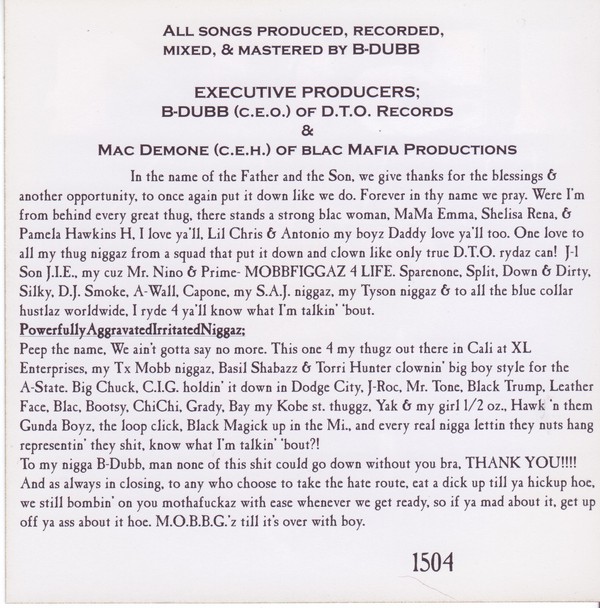 ALL SONGS PRODUCED, RECORDED,
MIXED, & MASTERED BY B-DUBB
EXECUTIVE PRODUCERS;
B-DUBB (C.E.O.) OF D.T.O. RECORDS
&
MAC DEMONE (C.E.H.) OF BLAC MAFIA PRODUCTIONS
In the name of the Father and the Son, we give thanks for the blessings &
another opportunity, to once again put it down like we do. Forever in thy name we pray. Were I'm
from behind every great thug, there stands a strong blac woman, MaMa Emma, Shelisa Rena, &
Pamela Hawkins H, I love ya'll, Lil Chris & Antonio my boyz Daddy love ya'll too. One love to
all my thug niggaz from a squad that put it down and clown like only true D.T.O. rydaz can! J-1
Son J.I.E., my cuz Mr. Nino & Prime- MOBBFIGGAZ 4 LIFE. Sparenone, Split, Down & Dirty,
Silky, D.J. Smoke, A-Wall, Capone, my S.A.J. niggaz, my Tyson niggaz & to all the blue collar
hustlaz worldwide, I ryde 4 ya'll know what I'm talkin' 'bout.
PowerfullyAggravatedIrritatedNiggaz;
Peep the name, We ain't gotta say no more. This one 4 my thugz out there in Cali at XL
Enterprises, my Tx Mobb niggaz, Basil Shabazz & Torri Hunter clownin' big boy style for the
A-State. Big Chuck, C.I.G. holdin' it down in Dodge City, J-Roc, Mr. Tone, Black Trump, Leather
Face, Blac, Bootsy, ChiChi, Grady, Bay my Kobe st. thuggz, Yak & my girl 1/2 oz., Hawk 'n them
Gunda Boyz, the loop click, Black Magick up in the Mi., and every real nigga lettin they nuts hang
representin' they shit, know what I'm talkin' 'bout?!
To my nigga B-Dubb, man none of this shit could go down without you bra, THANK YOU!!!!
And as always in closing, to any who choose to take the hate route, eat a dick up till ya hickup hoe,
we still bombin' on you mothafuckaz with ease whenever we get ready, so if ya mad about it, get up
off ya ass about it hoe. M.O.B.B.G.'z till it's over with boy.
1504